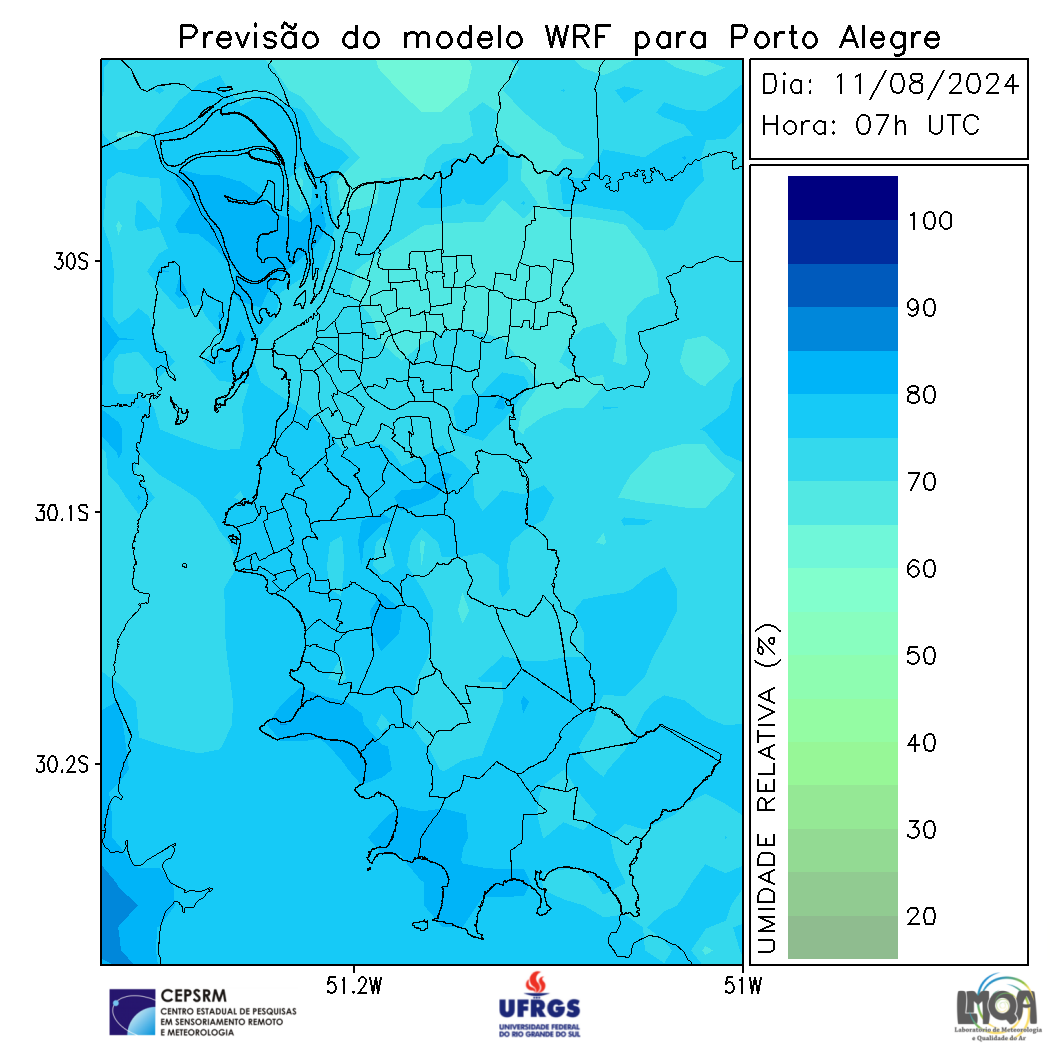 Previsão do modelo WRF para Porto Alegre
Dia: 11/08/2024
Hora: 07h UTC
100
90
80
70
60
50
40
30
20
UMIDADE RELATIVA (%)
30S
30.1S
30.2S
51.2W
51W
CEPSRM
CENTRO ESTADUAL DE PESQUISAS
EM SENSORIAMENTO REMOTO
E METEOROLOGIA
UFRGS
UNIVERSIDADE FEDERAL
DO RIO GRANDE DO SUL
LMQA
Laboratório de Meteorologia
e Qualidade do Ar